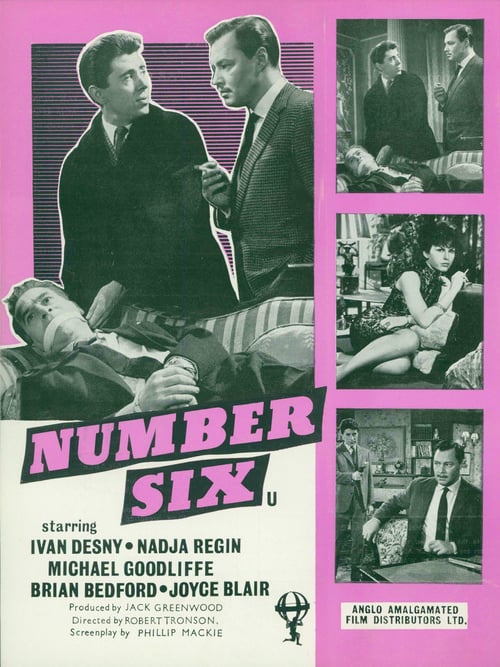 NUMBER
SIX U
starring
IVAN DESNY • NADJA REGIN
MICHAEL GOODLIFFE
BRIAN BEDFORD • JOYCE BLAIR
Produced by JACK GREENWOOD
Directed by ROBERT TRONSON.
Screenplay by PHILLIP MACKIE
ANGLO AMALGAMATED
FILM DISTRIBUTORS LTD.